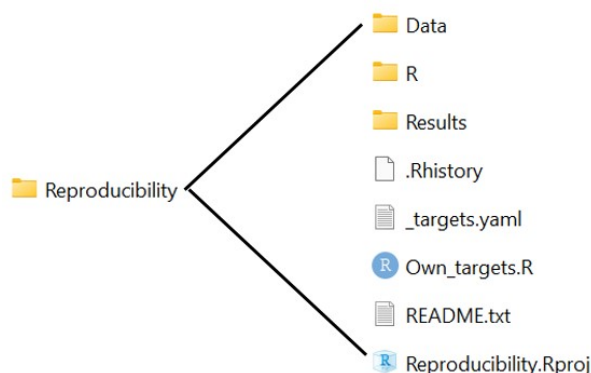 Data
R
Results
.Rhistory
Reproducibility
_targets.yaml
R Own_targets.R
README.txt
R Reproducibility.Rproj